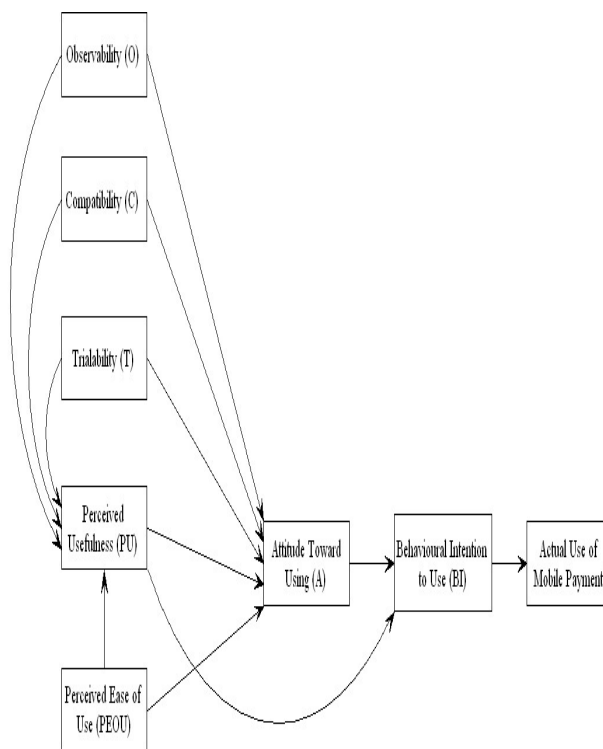 Observability (O)
Compatibility (C)
Trialability (T)
Perceived
Usefulness (PU)
Attitude Toward
Using (A)
Behavioural Intention
to Use (BI)
Actual Use of
Mobile Payment
Perceived Ease of
Use (PEOU)